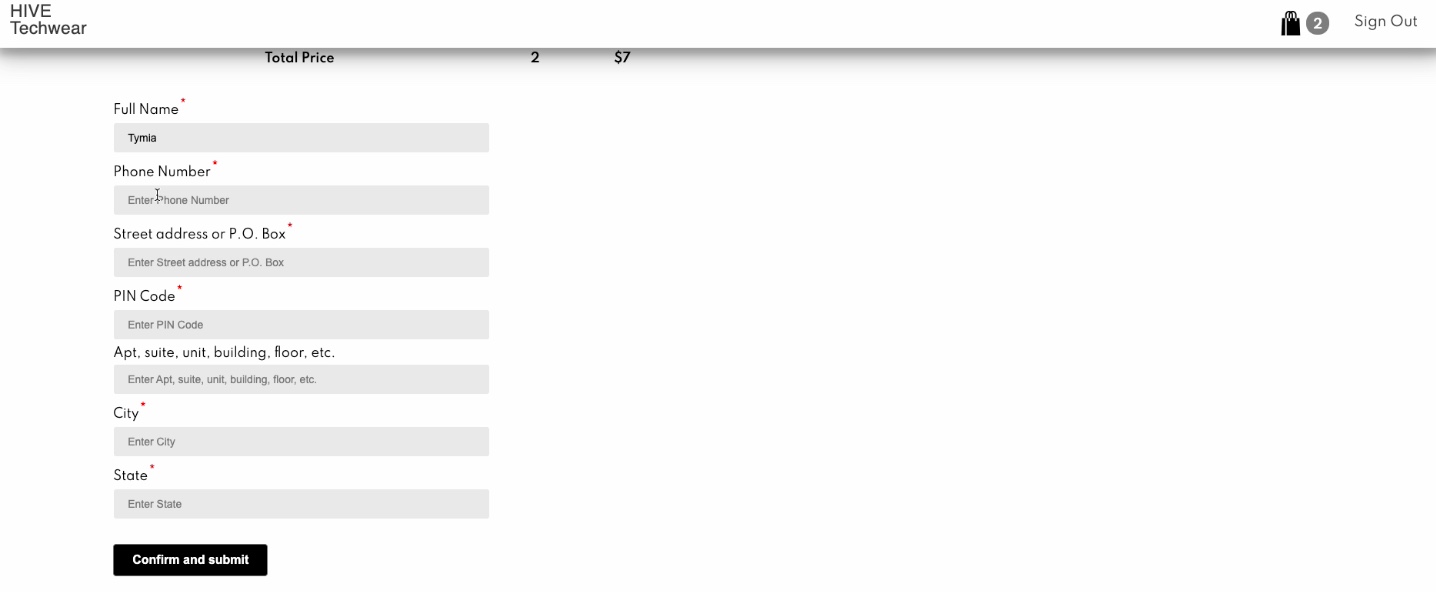 HIVE
Techwear
2
Sign Out
Total Price 2 $7
Full Name*
Tymia
Phone Number*
Enter Phone Number
Street address or P.O. Box*
Enter Street address or P.O. Box
PIN Code*
Enter PIN Code
Apt, suite, unit, building, floor, etc.
Enter Apt, suite, unit, building, floor, etc.
City*
Enter City
State*
Enter State
Confirm and submit